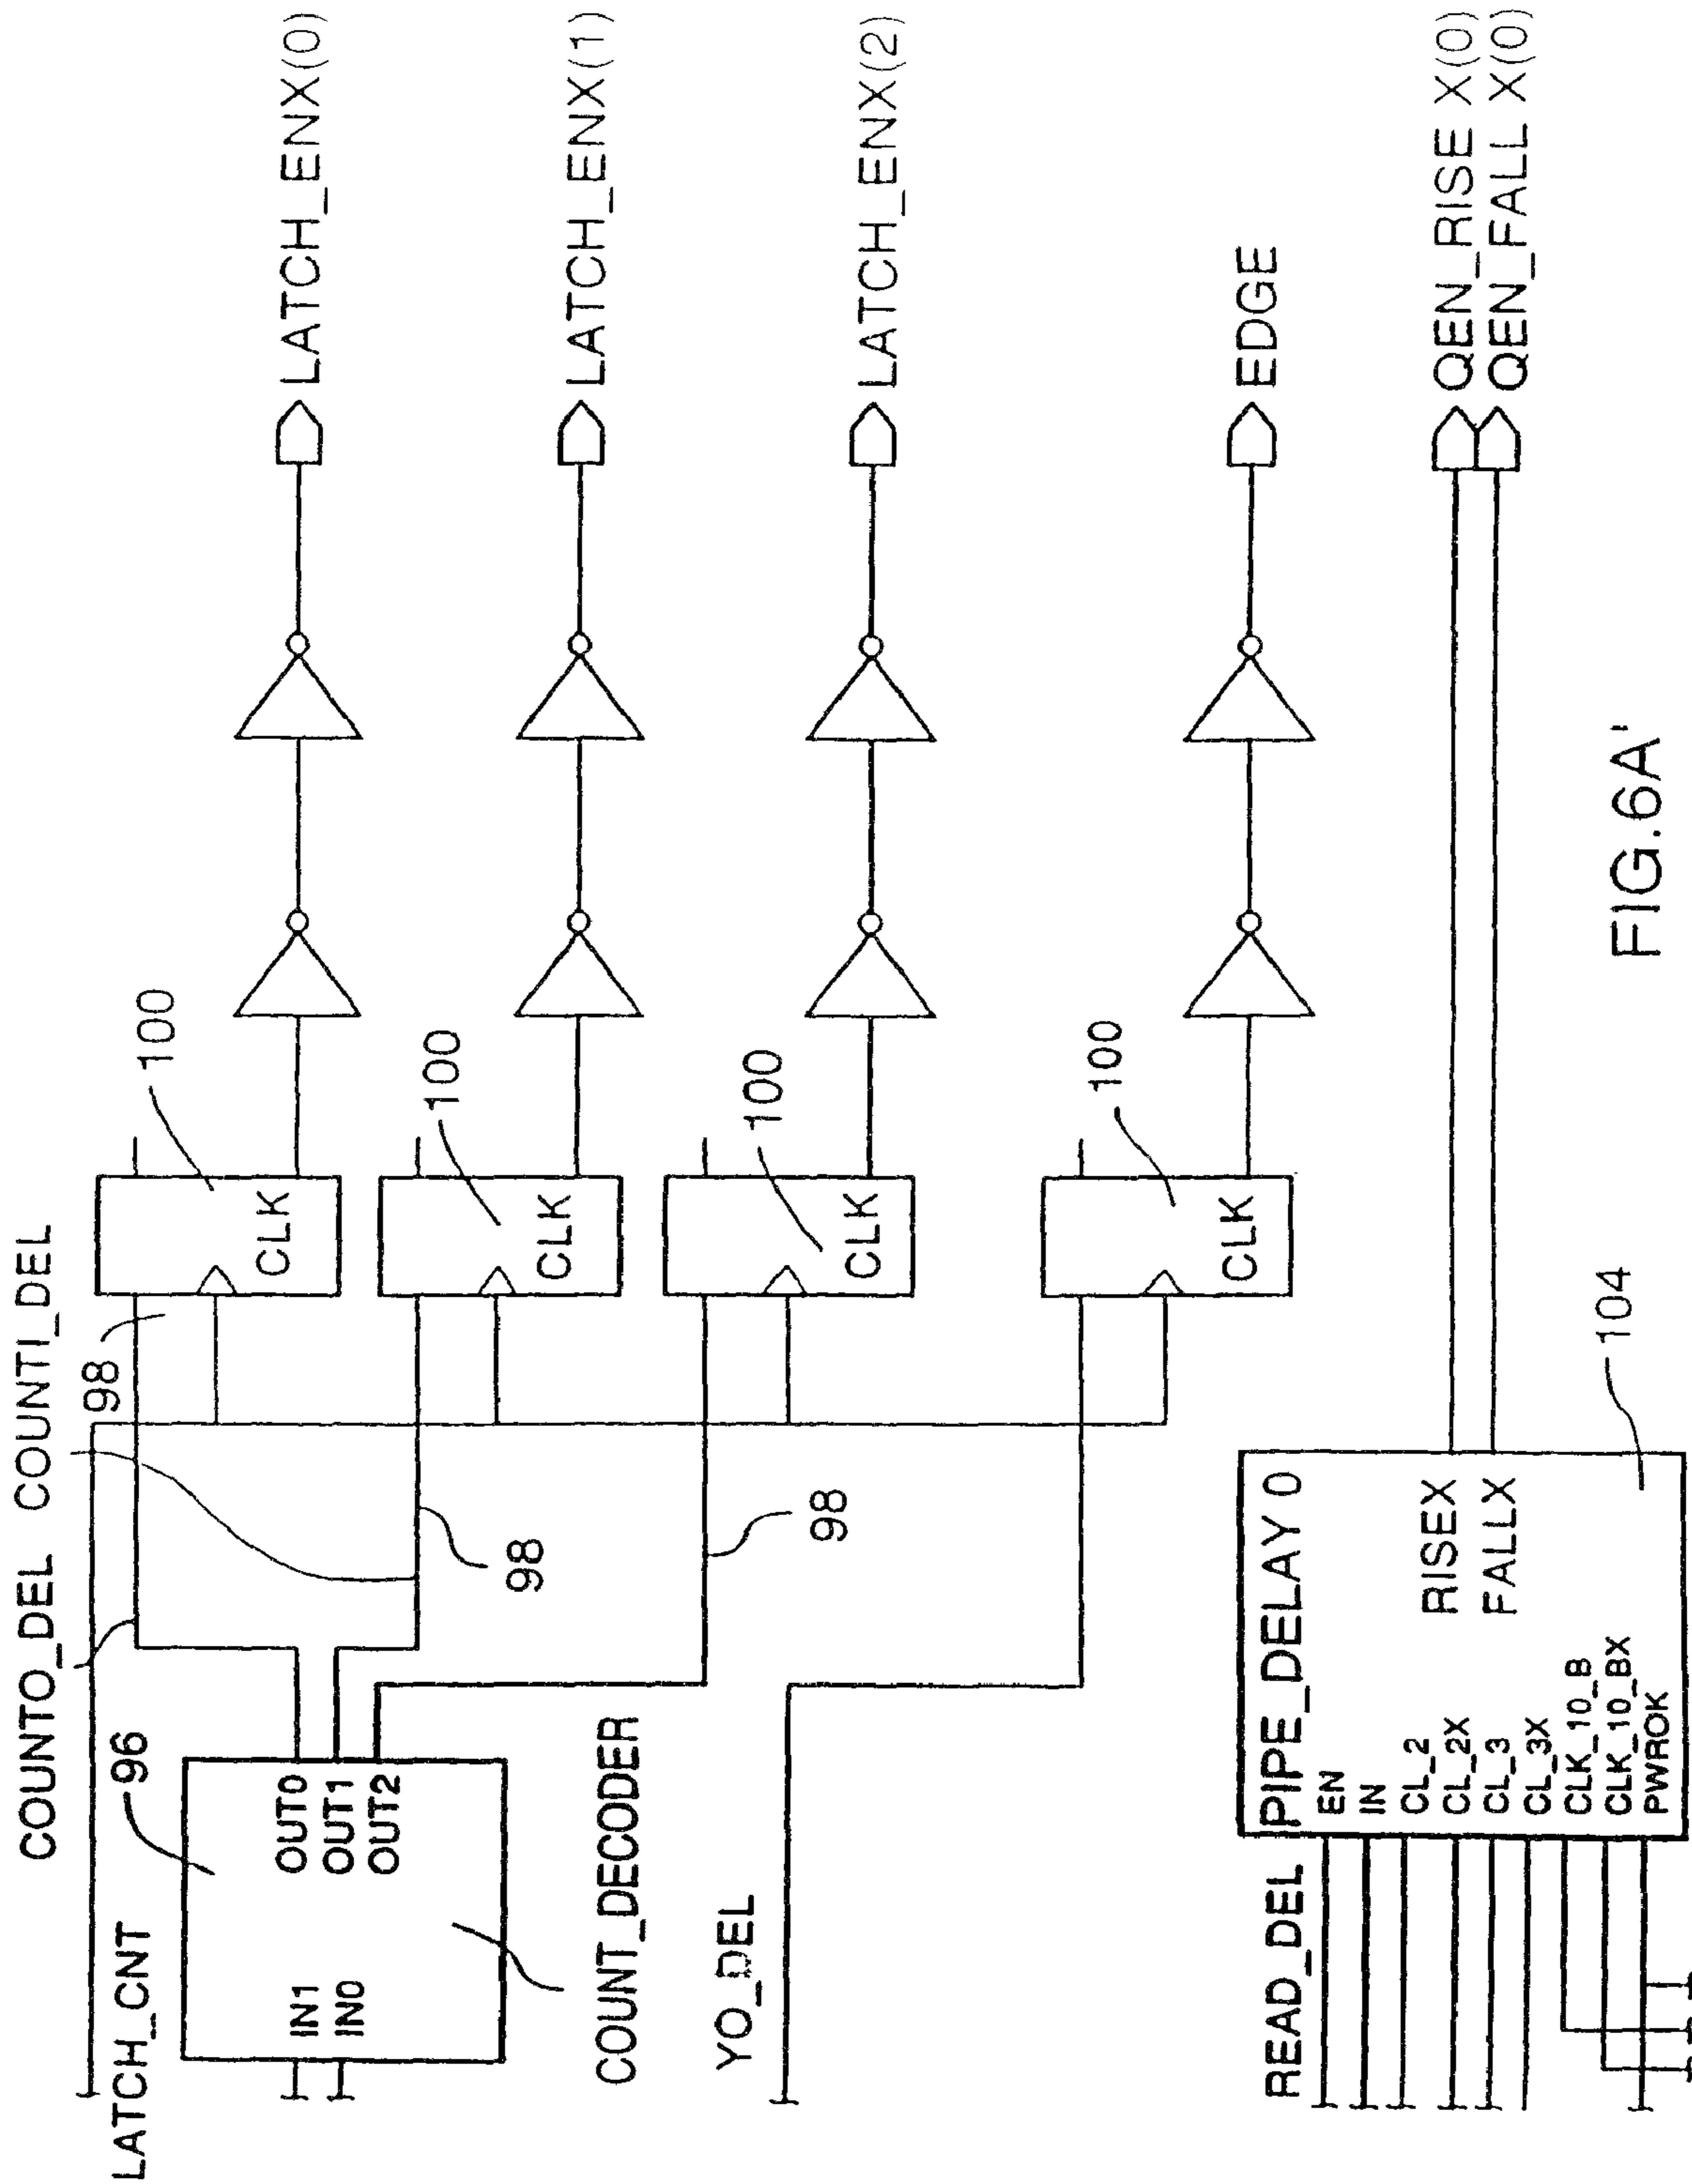 COUNTO_DEL COUNTI_DEL
LATCH_CNT
96
98
100
LATCH_ENX(0)
IN1
IN0
OUT0
OUT1
OUT2
CLK
COUNT_DECODER
98
100
CLK
LATCH_ENX(1)
98
100
CLK
LATCH_ENX(2)
YO_DEL
100
CLK
EDGE
READ_DEL
PIPE_DELAY 0
EN
IN
CL_2
CL_2X
CL_3
CL_3X
CLK_10_B
CLK_10_BX
PWROK
RISEX
FALLX
104
QEN_RISE X(0)
QEN_FALL X(0)
FIG.6A'